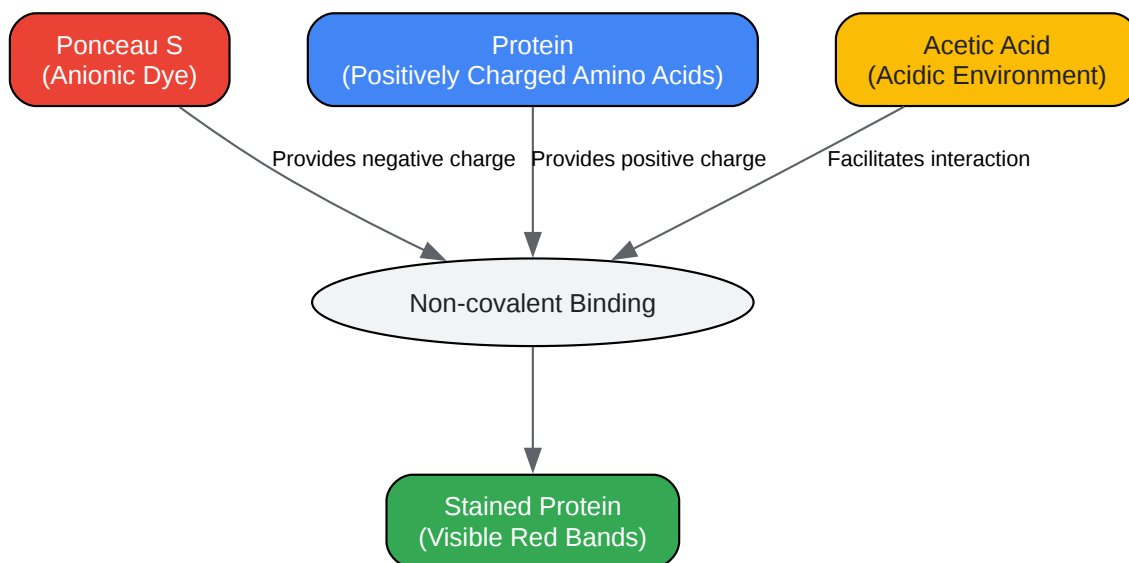 Ponceau S
(Anionic Dye)
Protein
(Positively Charged Amino Acids)
Acetic Acid
(Acidic Environment)
Provides negative charge
Provides positive charge
Facilitates interaction
Non-covalent Binding
Stained Protein
(Visible Red Bands)